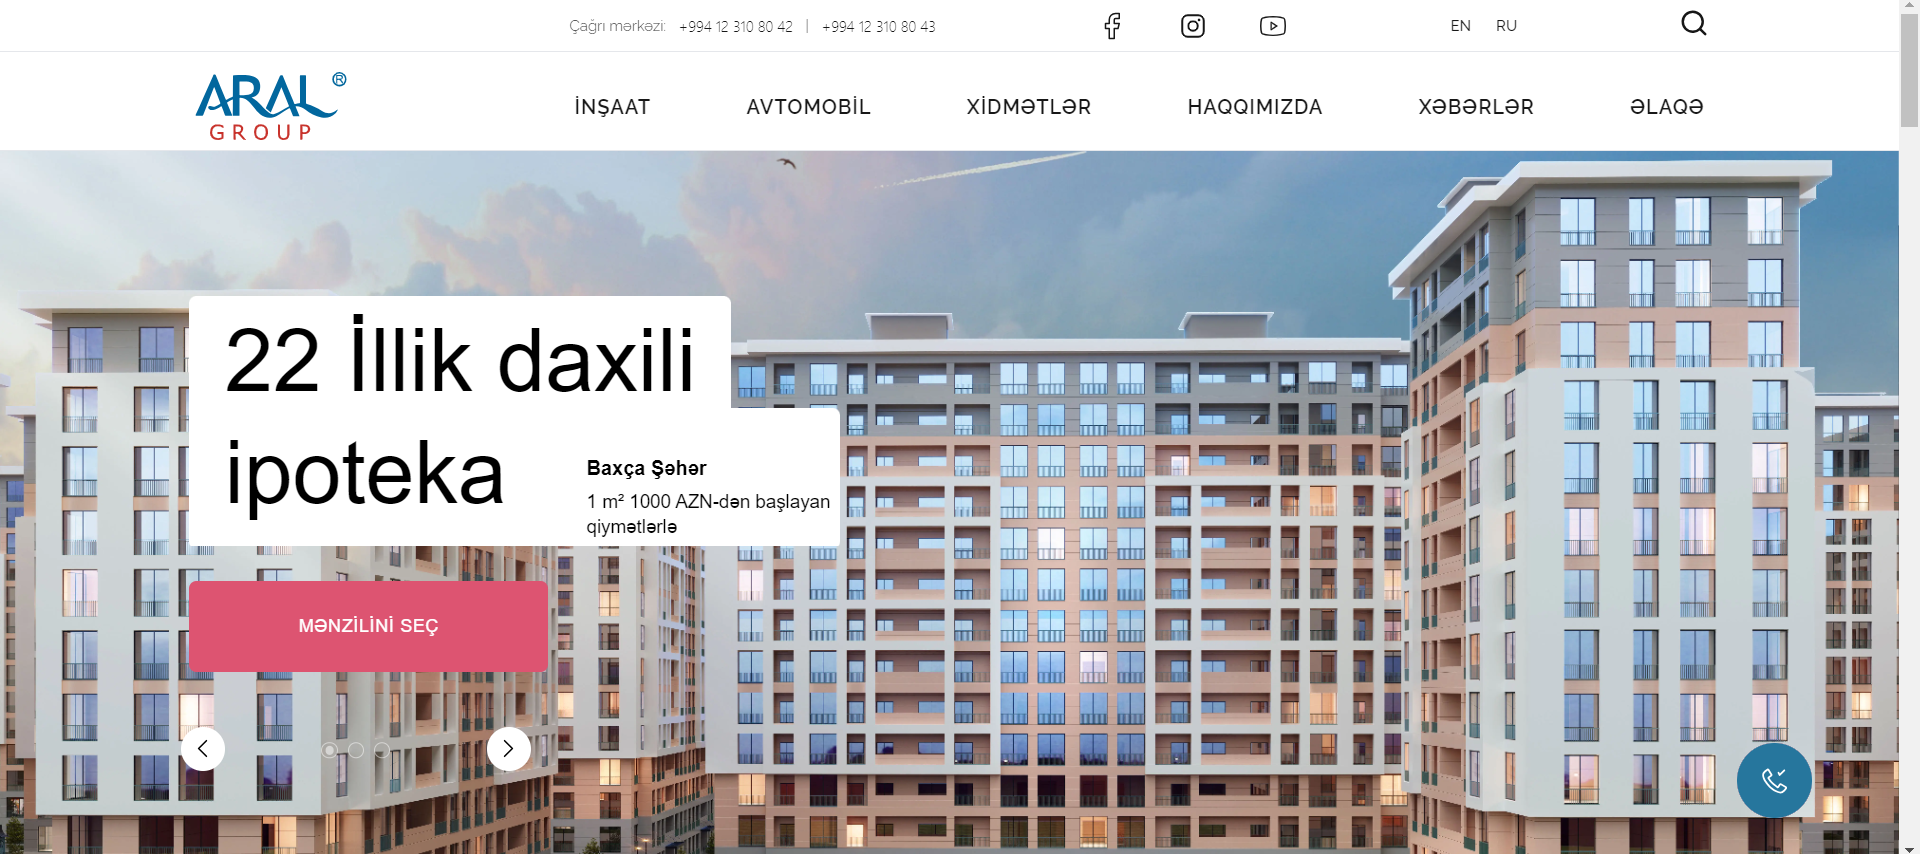 Çağrı mərkəzi: +994 12 310 80 42 | +994 12 310 80 43
EN RU
ARAL®
GROUP
İNŞAAT AVTOMOBİL XİDMƏTLƏR HAQQIMIZDA XƏBƏRLƏR ƏLAQƏ
22 İllik daxili
ipoteka
Baxça Şəhər
1 m² 1000 AZN-dən başlayan
qiymətlərlə
MƏNZİLİNİ SEÇ